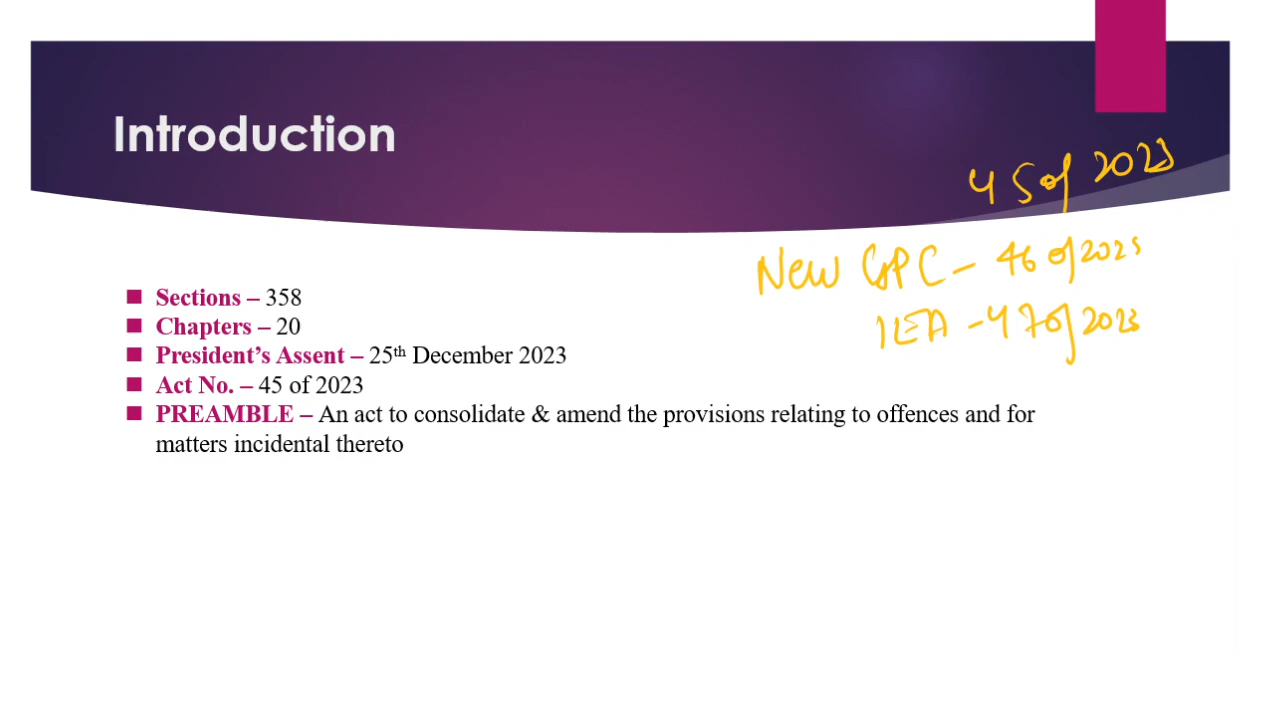 Introduction
45 of 2023
New CrPC - 46 of 2023
IEA - 47 of 2023
Sections – 358
Chapters – 20
President's Assent – 25th December 2023
Act No. – 45 of 2023
PREAMBLE – An act to consolidate & amend the provisions relating to offences and for
matters incidental thereto